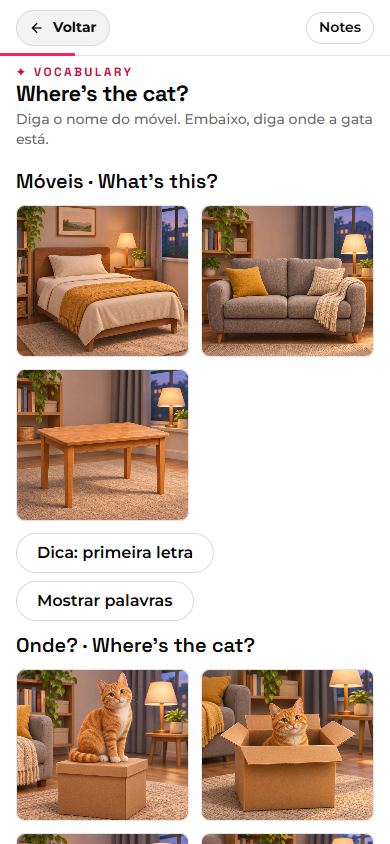 ← Voltar
Notes
✦ VOCABULARY
Where's the cat?
Diga o nome do móvel. Embaixo, diga onde a gata
está.
Móveis · What's this?
Dica: primeira letra
Mostrar palavras
Onde? · Where's the cat?